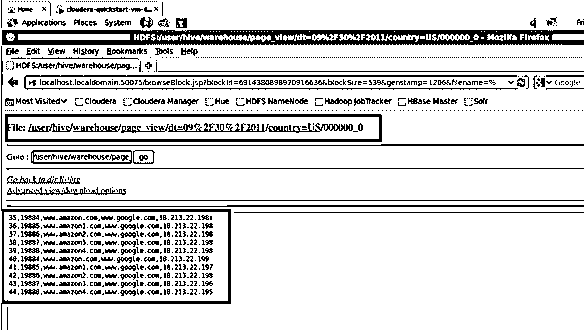 Home
cloudera-quickstart-vm-4...
Applications Places System
HDFS:/user/hive/warehouse/page_view/dt=09%2F30%2F2011/country=US/000000_0 - Mozilla Firefox
File Edit View History Bookmarks Tools Help
HDFS:/user/hive/warehouse/pag...
localhost.localdomain:50075/browseBlock.jsp?blockId=6914380898920916636&blockSize=539&genstamp=1206&filename=%
Google
Most Visited Cloudera Cloudera Manager Hue HDFS NameNode Hadoop JobTracker HBase Master Solr
File: /user/hive/warehouse/page_view/dt=09%2F30%2F2011/country=US/000000_0
Goto : /user/hive/warehouse/page go
Go back to dir listing
Advanced view/download options
35,19884,www.amazon.com,www.google.com,10.213.22.198
36,19885,www.amazon1.com,www.google.com,10.213.22.198
37,19886,www.amazon2.com,www.google.com,10.213.22.198
38,19887,www.amazon3.com,www.google.com,10.213.22.198
39,19888,www.amazon4.com,www.google.com,10.213.22.198
40,19884,www.amazon.com,www.google.com,10.213.22.199
41,19885,www.amazon1.com,www.google.com,10.213.22.197
42,19886,www.amazon2.com,www.google.com,10.213.22.198
43,19887,www.amazon3.com,www.google.com,10.213.22.196
44,19888,www.amazon4.com,www.google.com,10.213.22.195